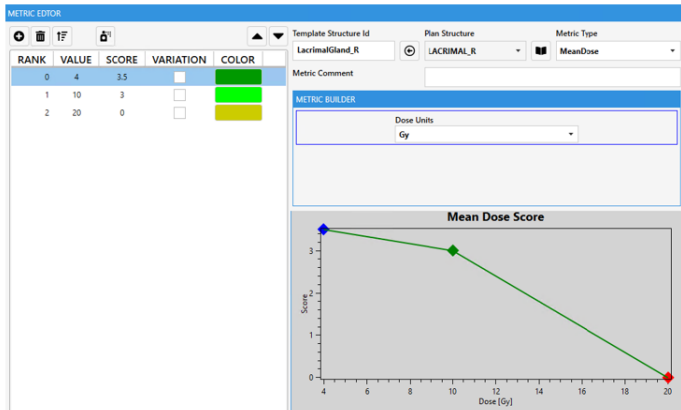 METRIC EDITOR
Template Structure Id
Plan Structure
Metric Type
LacrimalGland_R
LACRIMAL_R
MeanDose
Metric Comment
RANK VALUE SCORE VARIATION COLOR
0 4 3.5
1 10 3
2 20 0
METRIC BUILDER
Dose Units
Gy
Mean Dose Score
Score
3
2
1
0
4 6 8 10 12 14 16 18 20
Dose [Gy]